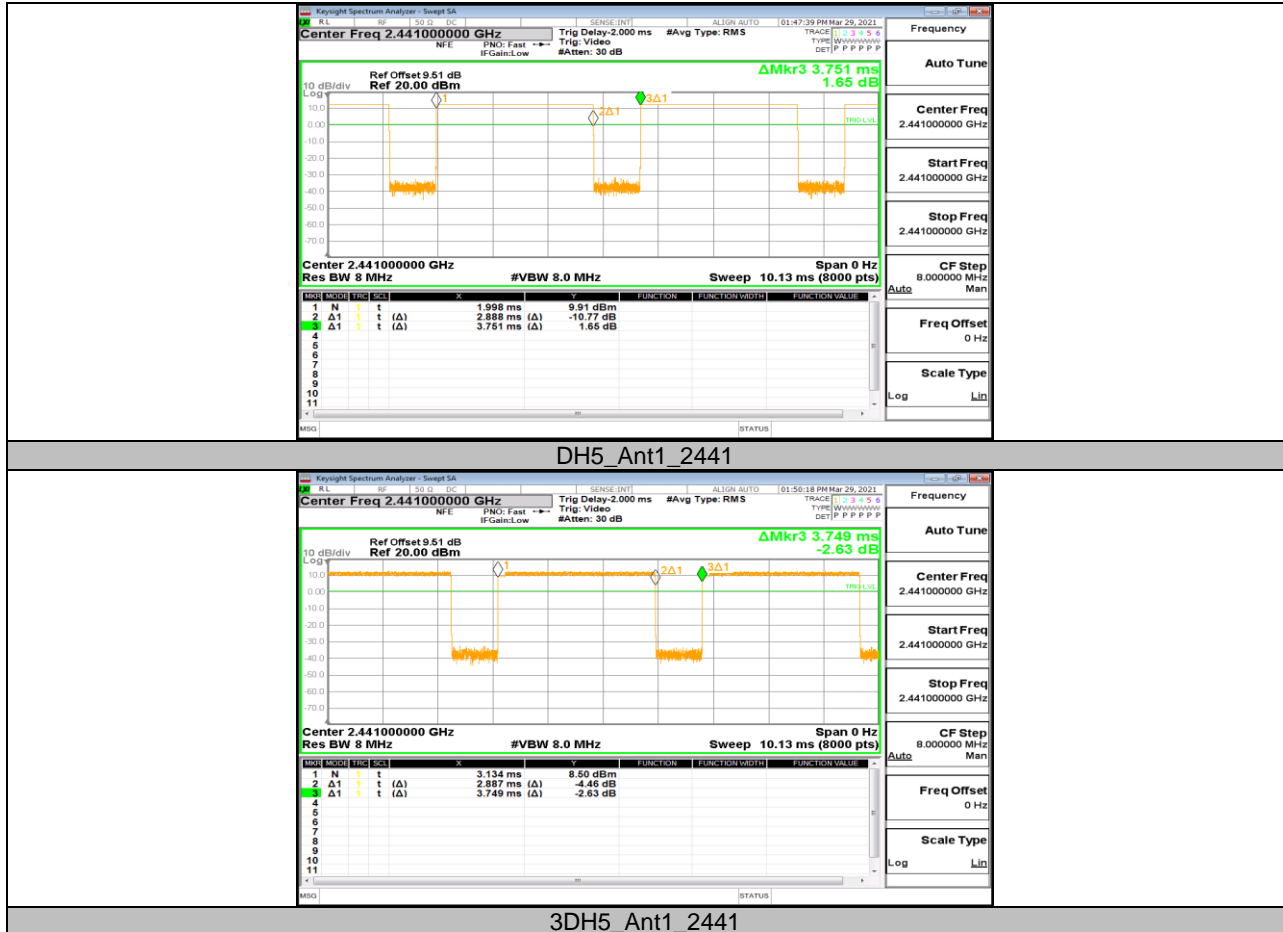 Keysight Spectrum Analyzer - Swept SA
RL RF 50 Ω DC SENSE:INT ALIGN AUTO 01:47:39 PM Mar 29, 2021
Center Freq 2.441000000 GHz
NFE PNO: Fast IFGain:Low
Trig Delay-2.000 ms #Avg Type: RMS
Trig: Video
#Atten: 30 dB
TRACE 1 2 3 4 5 6
TYPE WWWWWW
DET P P P P P P
ΔMkr3 3.751 ms
1.65 dB
Ref Offset 9.51 dB
10 dB/div Ref 20.00 dBm
Log
1
2Δ1
3Δ1
TRIG LVL
10.0
0.00
-10.0
-20.0
-30.0
-40.0
-50.0
-60.0
-70.0
Center 2.441000000 GHz Span 0 Hz
Res BW 8 MHz #VBW 8.0 MHz Sweep 10.13 ms (8000 pts)
MKR MODE TRC SCL X Y FUNCTION FUNCTION WIDTH FUNCTION VALUE
1 N 1 t 1.998 ms 9.91 dBm
2 Δ1 1 t (Δ) 2.888 ms (Δ) -10.77 dB
3 Δ1 1 t (Δ) 3.751 ms (Δ) 1.65 dB
4
5
6
7
8
9
10
11
MSG STATUS
Frequency
Auto Tune
Center Freq
2.441000000 GHz
Start Freq
2.441000000 GHz
Stop Freq
2.441000000 GHz
CF Step
8.000000 MHz
Auto Man
Freq Offset
0 Hz
Scale Type
Log Lin
DH5_Ant1_2441
Keysight Spectrum Analyzer - Swept SA
RL RF 50 Ω DC SENSE:INT ALIGN AUTO 01:50:18 PM Mar 29, 2021
Center Freq 2.441000000 GHz
NFE PNO: Fast IFGain:Low
Trig Delay-2.000 ms #Avg Type: RMS
Trig: Video
#Atten: 30 dB
TRACE 1 2 3 4 5 6
TYPE WWWWWW
DET P P P P P P
ΔMkr3 3.749 ms
-2.63 dB
Ref Offset 9.51 dB
10 dB/div Ref 20.00 dBm
Log
1
2Δ1
3Δ1
TRIG LVL
10.0
0.00
-10.0
-20.0
-30.0
-40.0
-50.0
-60.0
-70.0
Center 2.441000000 GHz Span 0 Hz
Res BW 8 MHz #VBW 8.0 MHz Sweep 10.13 ms (8000 pts)
MKR MODE TRC SCL X Y FUNCTION FUNCTION WIDTH FUNCTION VALUE
1 N 1 t 3.134 ms 8.50 dBm
2 Δ1 1 t (Δ) 2.887 ms (Δ) -4.46 dB
3 Δ1 1 t (Δ) 3.749 ms (Δ) -2.63 dB
4
5
6
7
8
9
10
11
MSG STATUS
Frequency
Auto Tune
Center Freq
2.441000000 GHz
Start Freq
2.441000000 GHz
Stop Freq
2.441000000 GHz
CF Step
8.000000 MHz
Auto Man
Freq Offset
0 Hz
Scale Type
Log Lin
3DH5_Ant1_2441